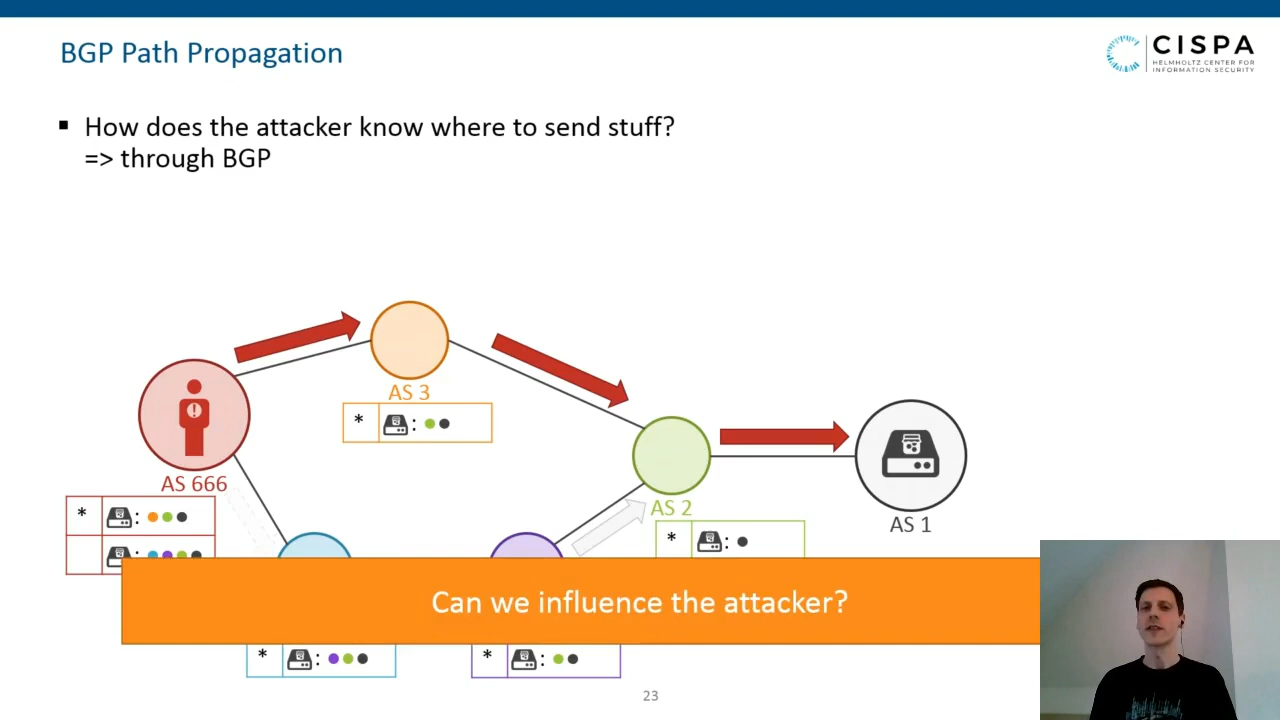 BGP Path Propagation
CISPA
HELMHOLTZ CENTER FOR
INFORMATION SECURITY
▪ How does the attacker know where to send stuff?
=> through BGP
AS 3
* :
AS 666
AS 2
AS 1
* :
* :
:
Can we influence the attacker?
* :
* :
23